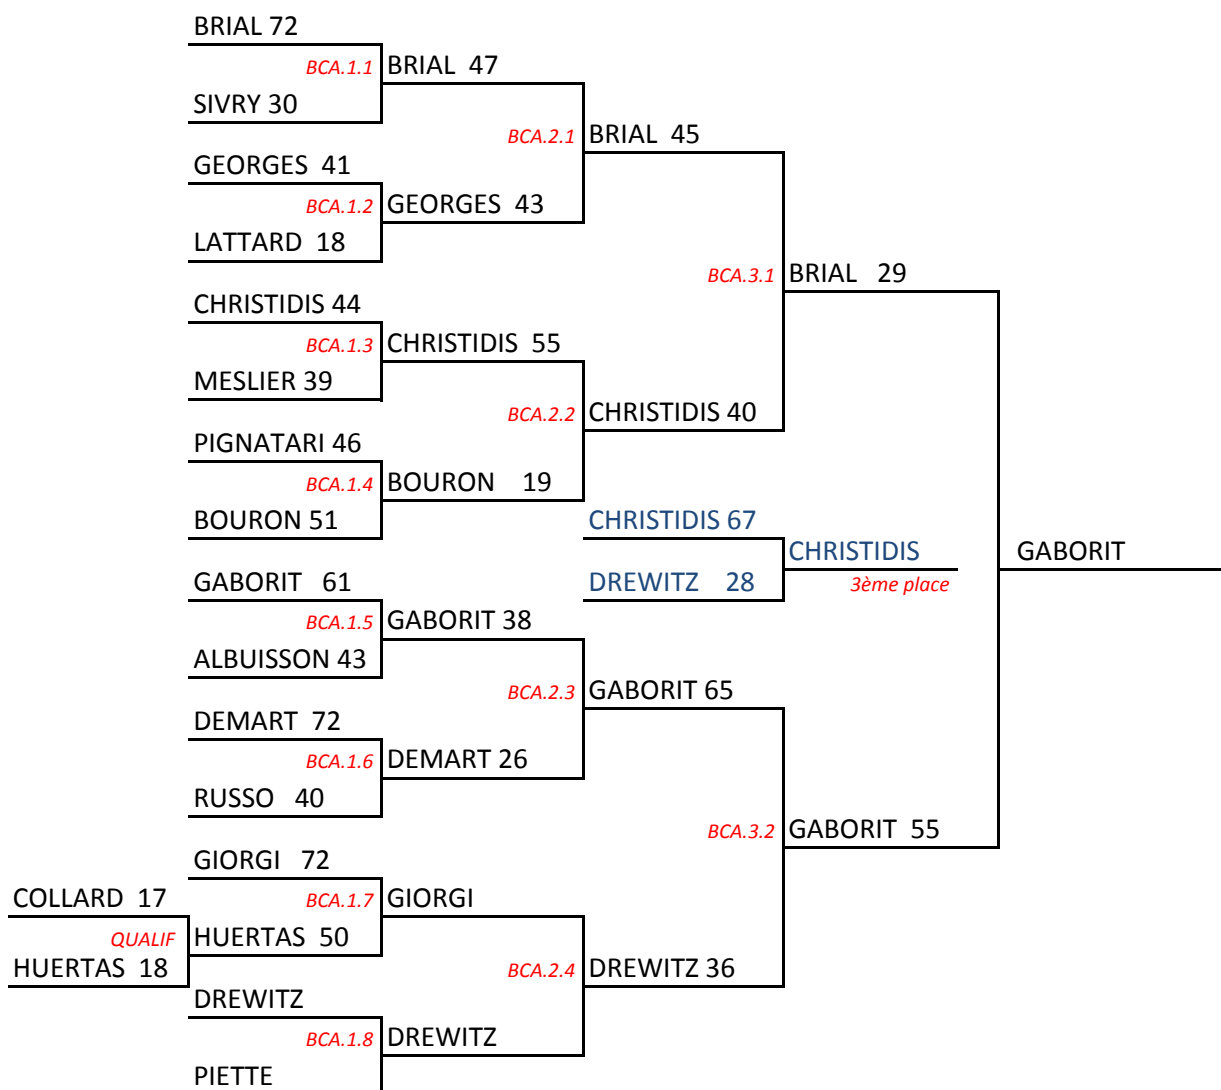 BRIAL 72
BCA.1.1 BRIAL 47
SIVRY 30
BCA.2.1 BRIAL 45
GEORGES 41
BCA.1.2 GEORGES 43
LATTARD 18
BCA.3.1 BRIAL 29
CHRISTIDIS 44
BCA.1.3 CHRISTIDIS 55
MESLIER 39
BCA.2.2 CHRISTIDIS 40
PIGNATARI 46
BCA.1.4 BOURON 19
BOURON 51 CHRISTIDIS 67
CHRISTIDIS GABORIT
GABORIT 61 DREWITZ 28 3ème place
BCA.1.5 GABORIT 38
ALBUISSON 43
BCA.2.3 GABORIT 65
DEMART 72
BCA.1.6 DEMART 26
RUSSO 40
BCA.3.2 GABORIT 55
GIORGI 72
COLLARD 17 BCA.1.7 GIORGI
QUALIF HUERTAS 50
HUERTAS 18 BCA.2.4 DREWITZ 36
DREWITZ
BCA.1.8 DREWITZ
PIETTE